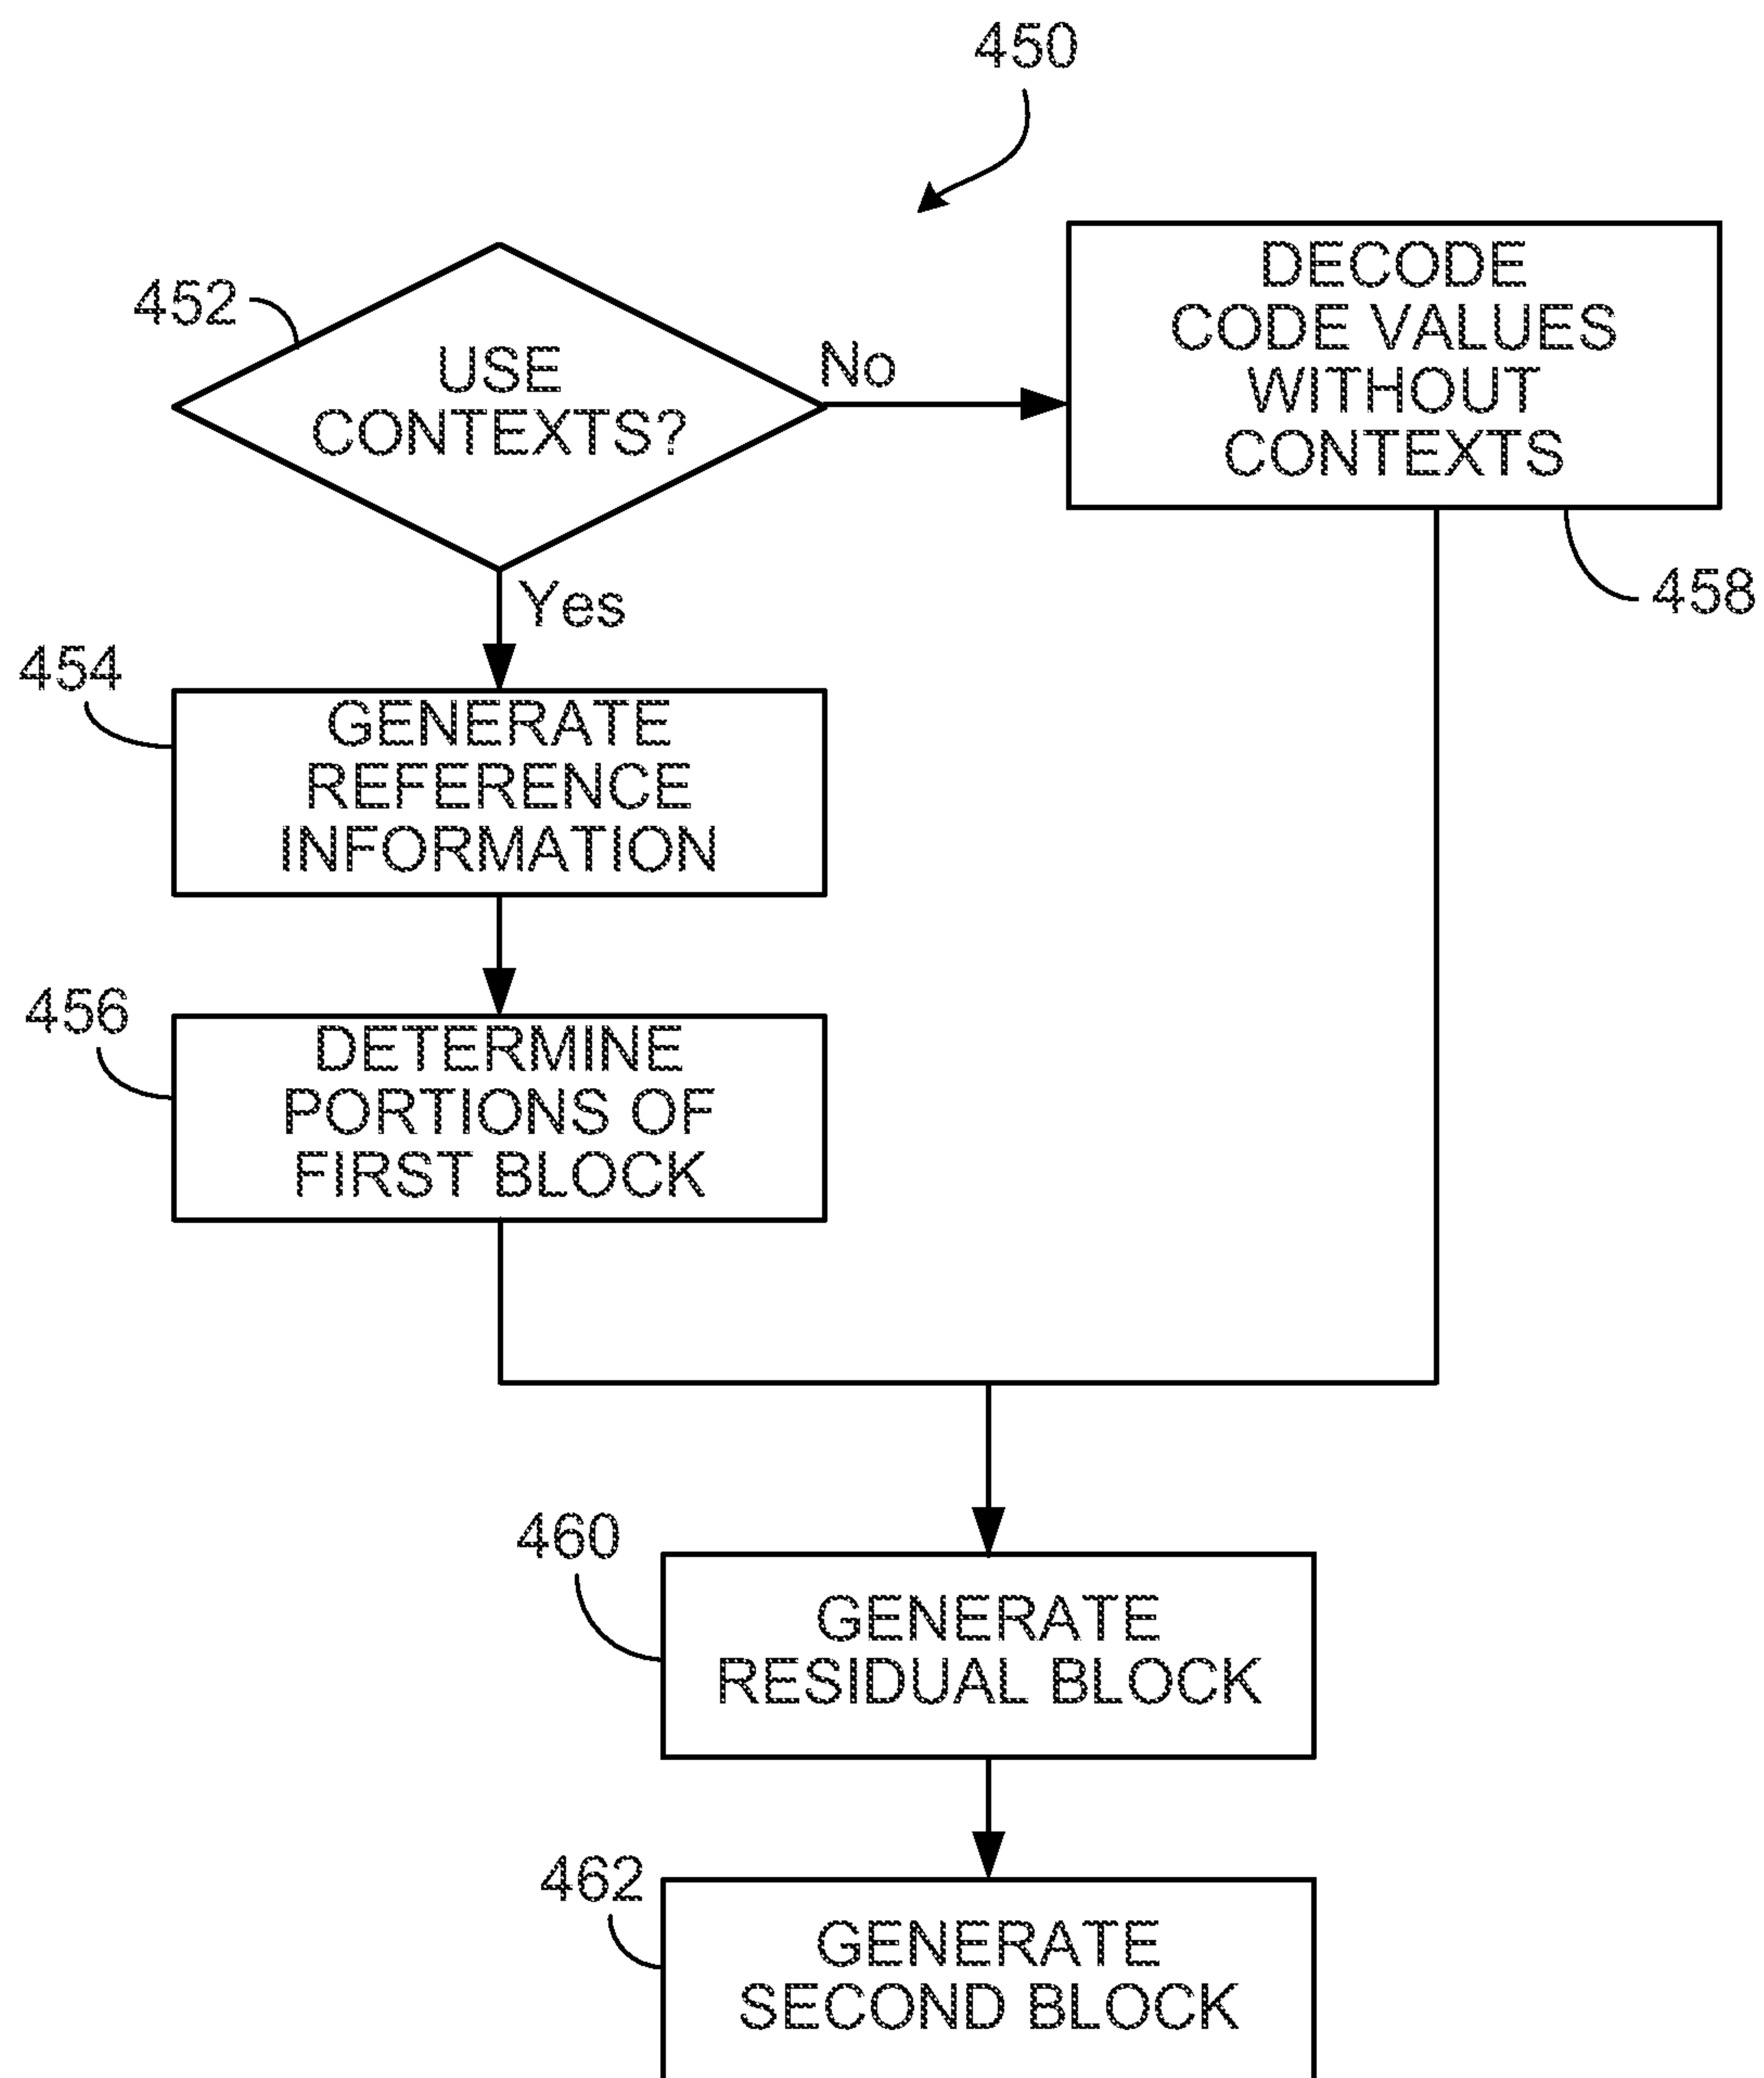 450
452
USE
CONTEXTS?
No
DECODE
CODE VALUES
WITHOUT
CONTEXTS
458
Yes
454
GENERATE
REFERENCE
INFORMATION
456
DETERMINE
PORTIONS OF
FIRST BLOCK
460
GENERATE
RESIDUAL BLOCK
462
GENERATE
SECOND BLOCK